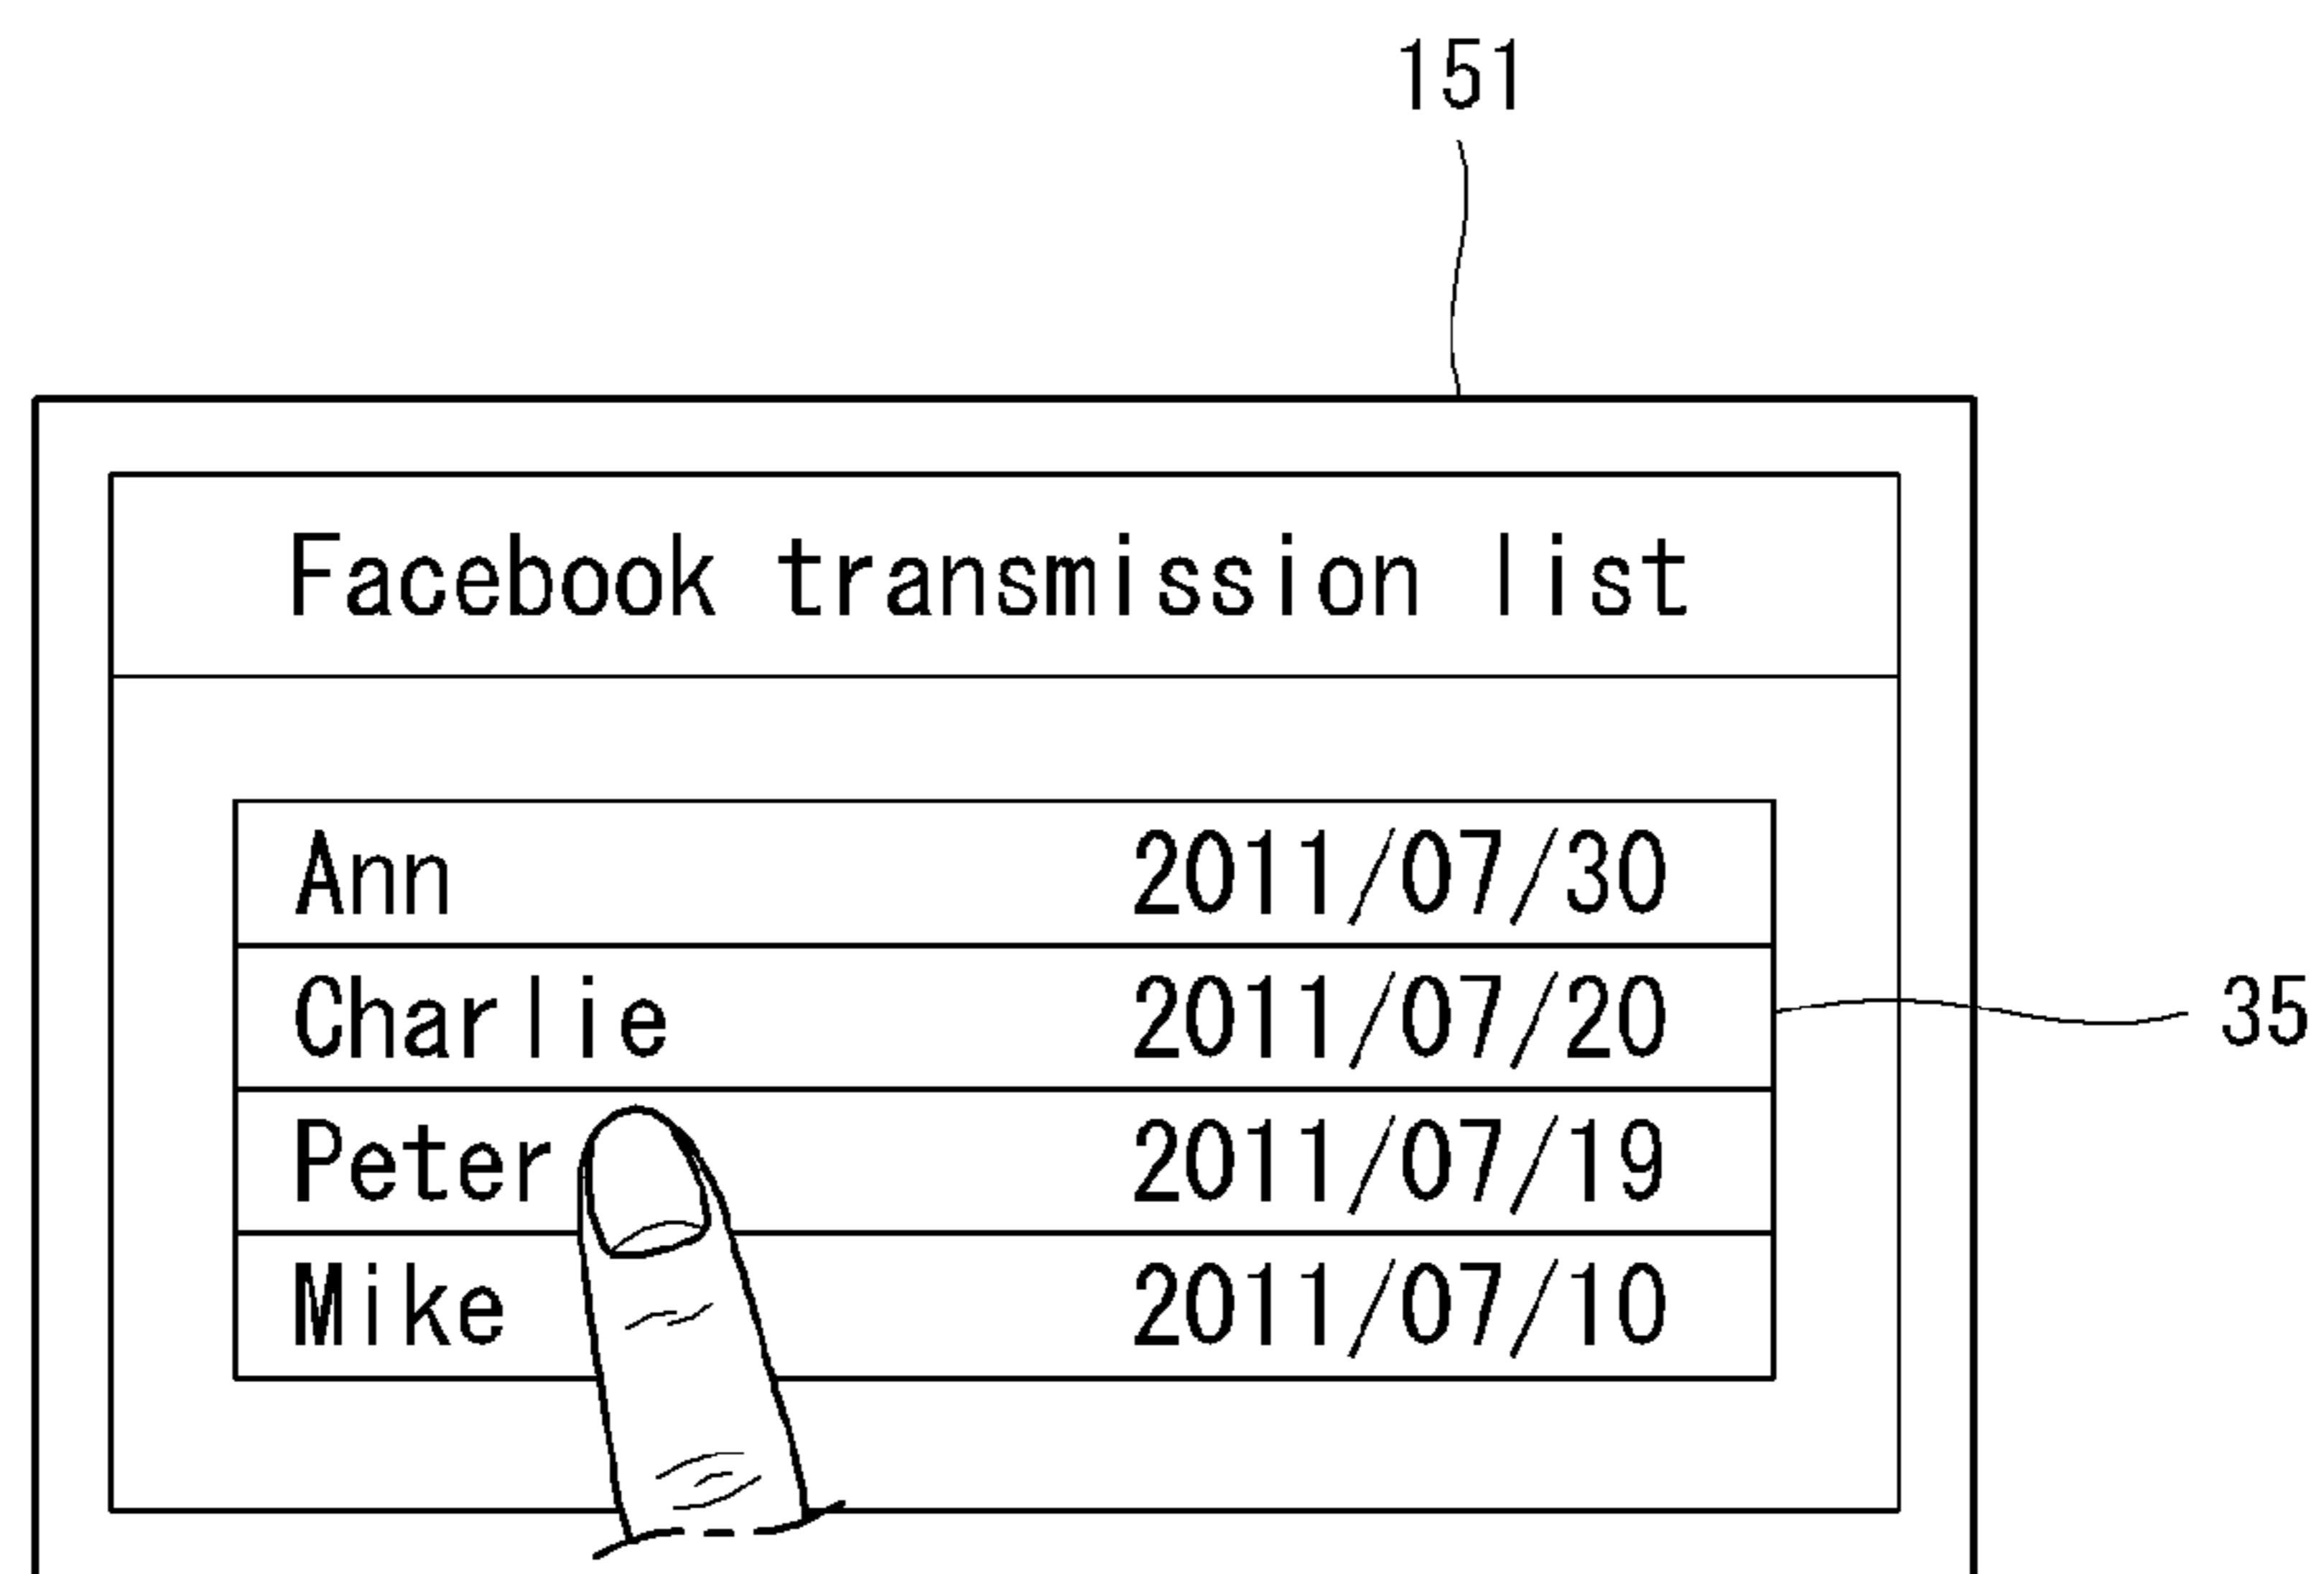 151
Facebook transmission list
Ann 2011/07/30
Charlie 2011/07/20
35
Peter 2011/07/19
Mike 2011/07/10